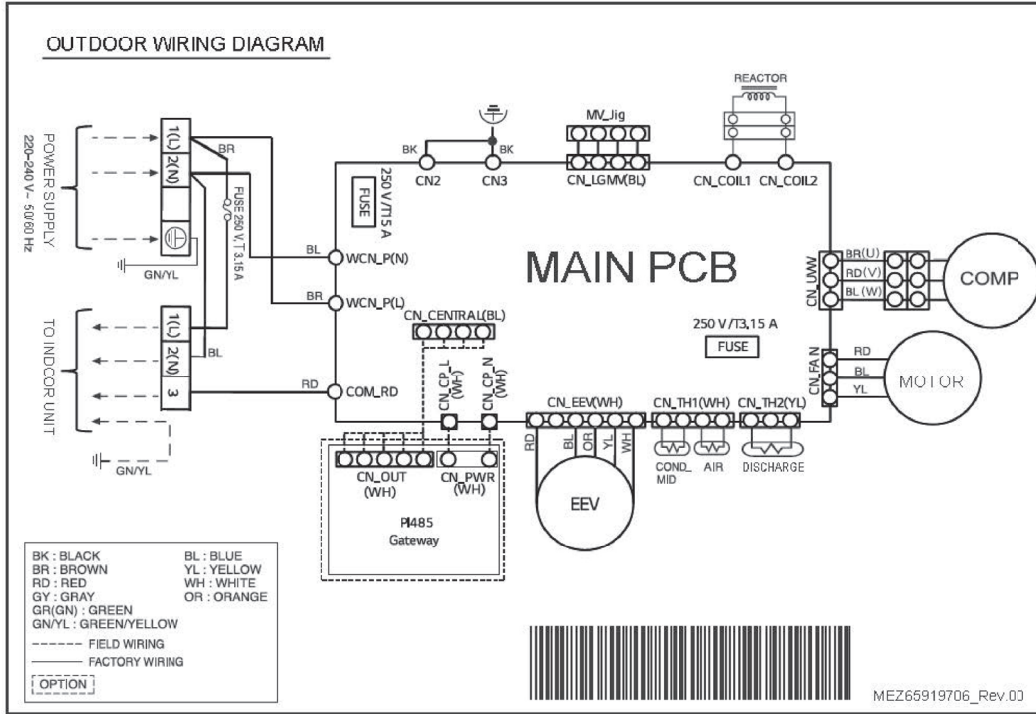 OUTDOOR WIRING DIAGRAM
REACTOR
MV_Jig
BK
BK
CN2
CN3
CN_LGMV(BL)
CN_COIL1
CN_COIL2
POWER SUPPLY
220-240 V~ 50/60 Hz
1(L)
2(N)
BR
FUSE 250 V, T 3.15 A
GN/YL
250 V/T15 A
FUSE
BL
WCN_P(N)
BR
WCN_P(L)
MAIN PCB
CN_UVW
BR(U)
RD(V)
BL(W)
COMP
CN_CENTRAL(BL)
250 V/T3.15 A
FUSE
TO INDCOR UNIT
1(L)
2(N)
3
BL
RD
COM_RD
CN_CP_L
(WH)
CN_CP_N
(WH)
CN_FAN
RD
BL
YL
MOTOR
GN/YL
CN_EEV(WH)
CN_TH1(WH)
CN_TH2(YL)
RD
BL
OR
YL
WH
COND_
MID
AIR
DISCHARGE
CN_OUT
(WH)
CN_PWR
(WH)
EEV
PI485
Gateway
BK : BLACK
BL : BLUE
BR : BROWN
YL : YELLOW
RD : RED
WH : WHITE
GY : GRAY
OR : ORANGE
GR(GN) : GREEN
GN/YL : GREEN/YELLOW
FIELD WIRING
FACTORY WIRING
OPTION
MEZ65919706_Rev.00